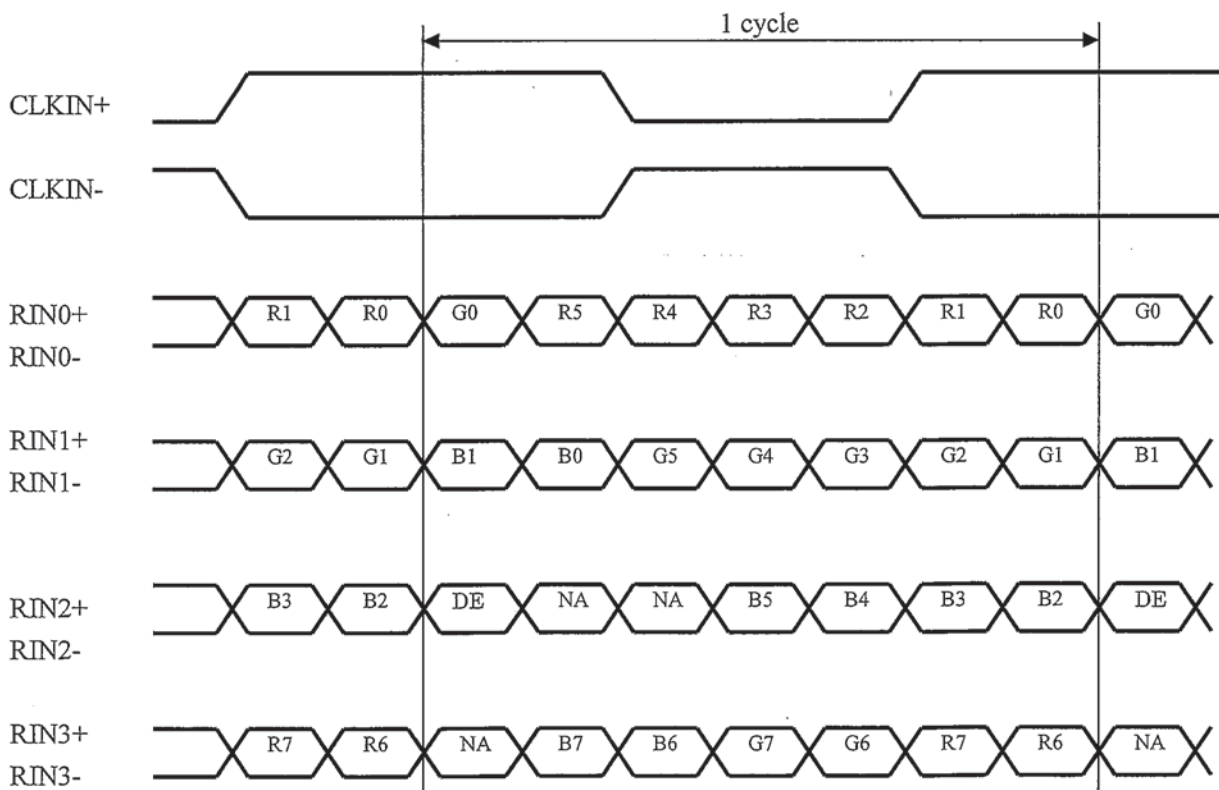 1 cycle
CLKIN+
CLKIN-
RIN0+ R1 R0 G0 R5 R4 R3 R2 R1 R0 G0
RIN0-
RIN1+ G2 G1 B1 B0 G5 G4 G3 G2 G1 B1
RIN1-
RIN2+ B3 B2 DE NA NA B5 B4 B3 B2 DE
RIN2-
RIN3+ R7 R6 NA B7 B6 G7 G6 R7 R6 NA
RIN3-